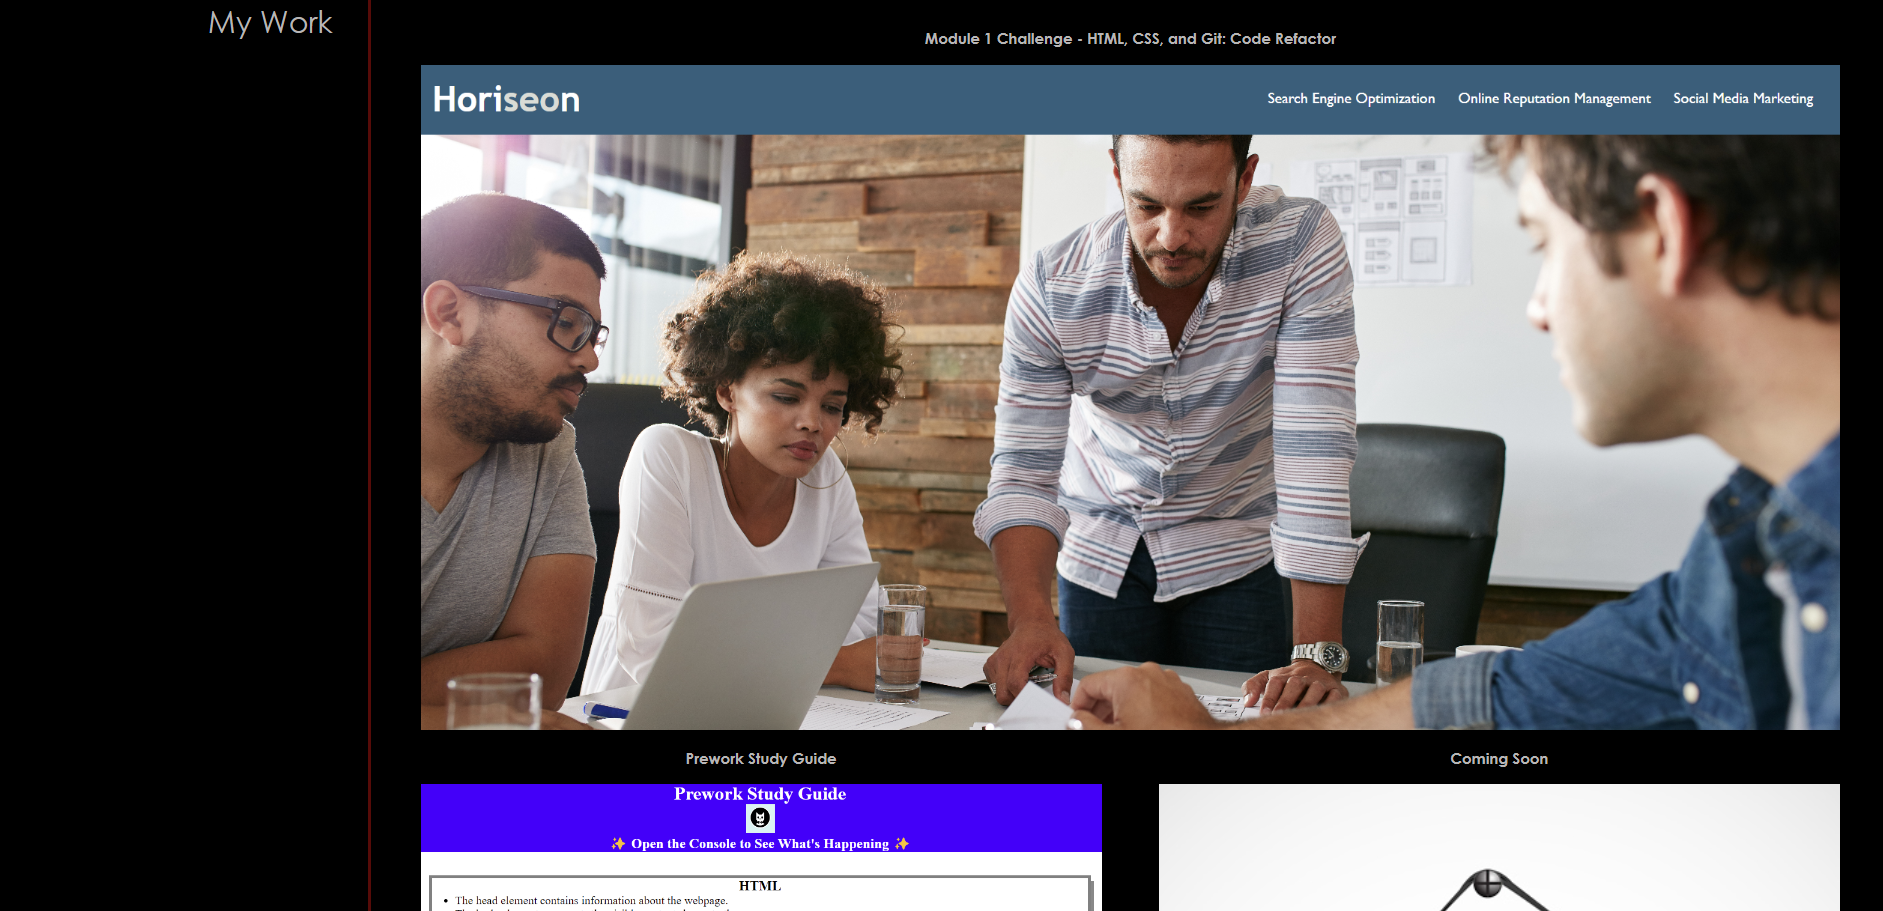 My Work
Module 1 Challenge - HTML, CSS, and Git: Code Refactor
Horiseon
Search Engine Optimization Online Reputation Management Social Media Marketing
Prework Study Guide
Coming Soon
Prework Study Guide
✨ Open the Console to See What's Happening ✨
HTML
• The head element contains information about the webpage.